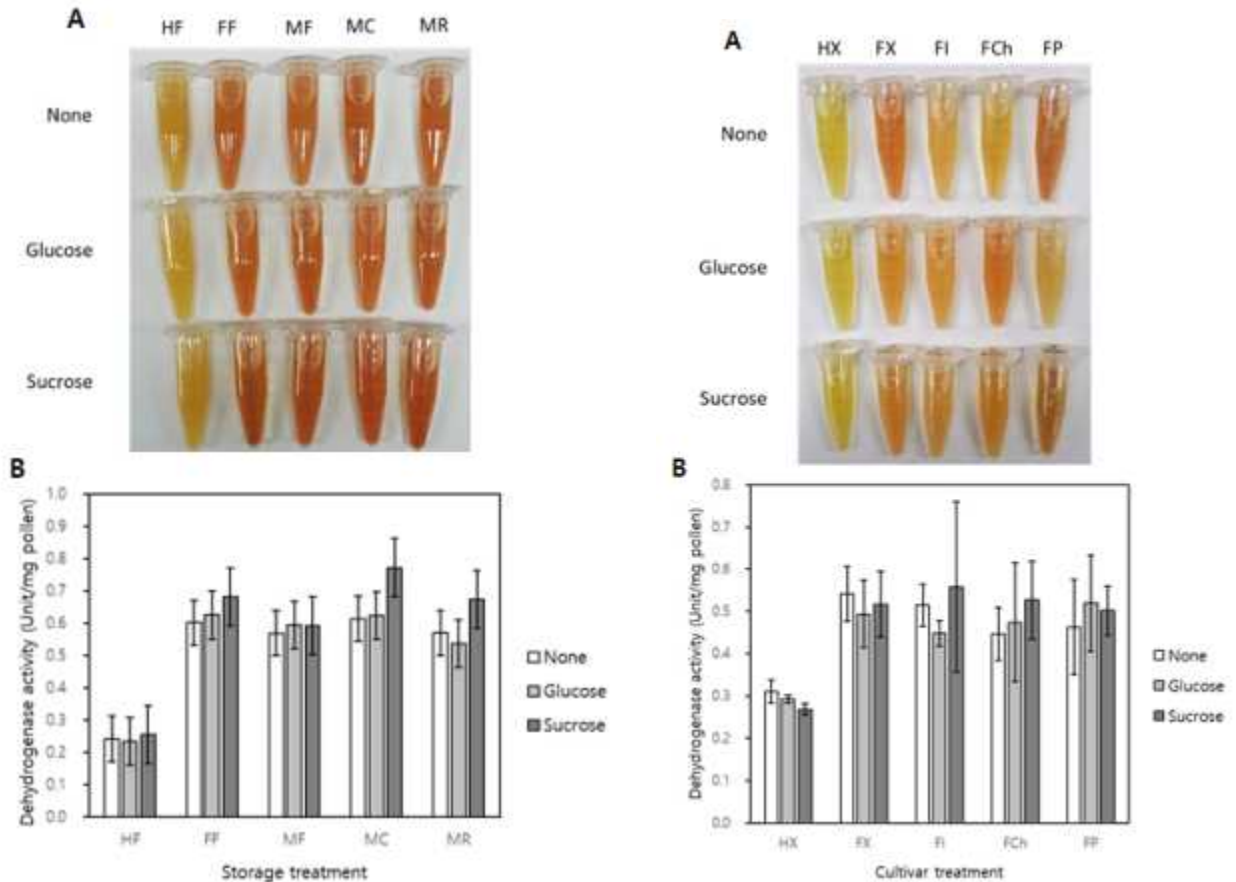 A
HF FF MF MC MR
None
Glucose
Sucrose
B
Dehydrogenase activity (Unit/mg pollen)
1.0
0.9
0.8
0.7
0.6
0.5
0.4
0.3
0.2
0.1
0.0
HF FF MF MC MR
Storage treatment
None
Glucose
Sucrose
A
HX FX FI FCh FP
None
Glucose
Sucrose
B
Dehydrogenase activity (Unit/mg pollen)
0.8
0.7
0.6
0.5
0.4
0.3
0.2
0.1
0.0
HX FX FI FCh FP
Cultivar treatment
None
Glucose
Sucrose